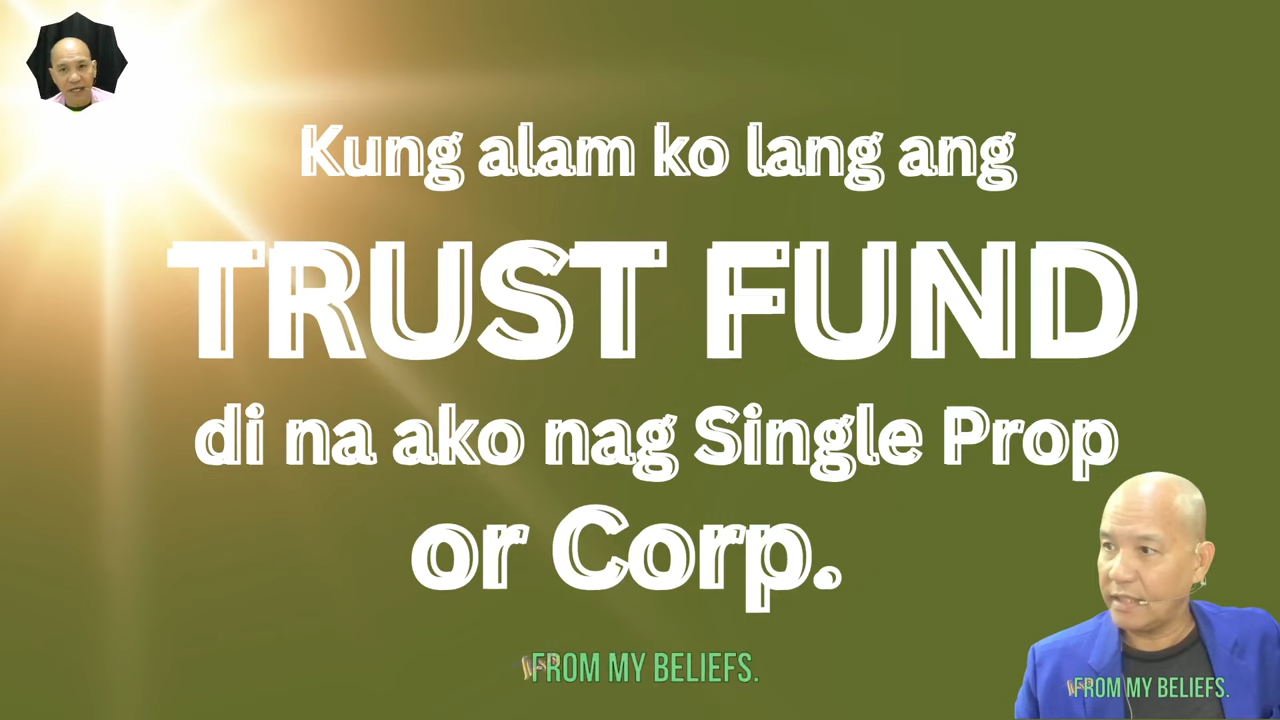 Kung alam ko lang ang
TRUST FUND
di na ako nag Single Prop
or Corp.
FROM MY BELIEFS.
FROM MY BELIEFS.